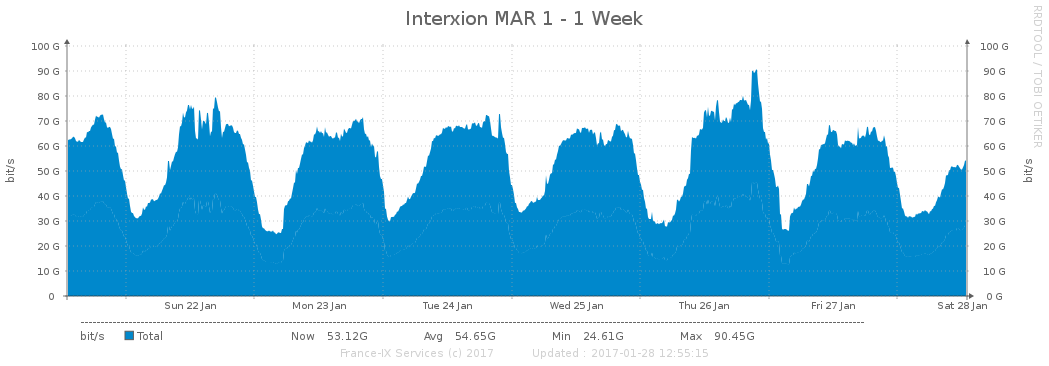 Interxion MAR 1 - 1 Week
RRDTOOL / TOBI OETIKER
bit/s
100 G 100 G
90 G 90 G
80 G 80 G
70 G 70 G
60 G 60 G
50 G 50 G
40 G 40 G
30 G 30 G
20 G 20 G
10 G 10 G
0 0 G
bit/s
Sun 22 Jan Mon 23 Jan Tue 24 Jan Wed 25 Jan Thu 26 Jan Fri 27 Jan Sat 28 Jan
bit/s Total Now 53.12G Avg 54.65G Min 24.61G Max 90.45G
France-IX Services (c) 2017 Updated : 2017-01-28 12:55:15